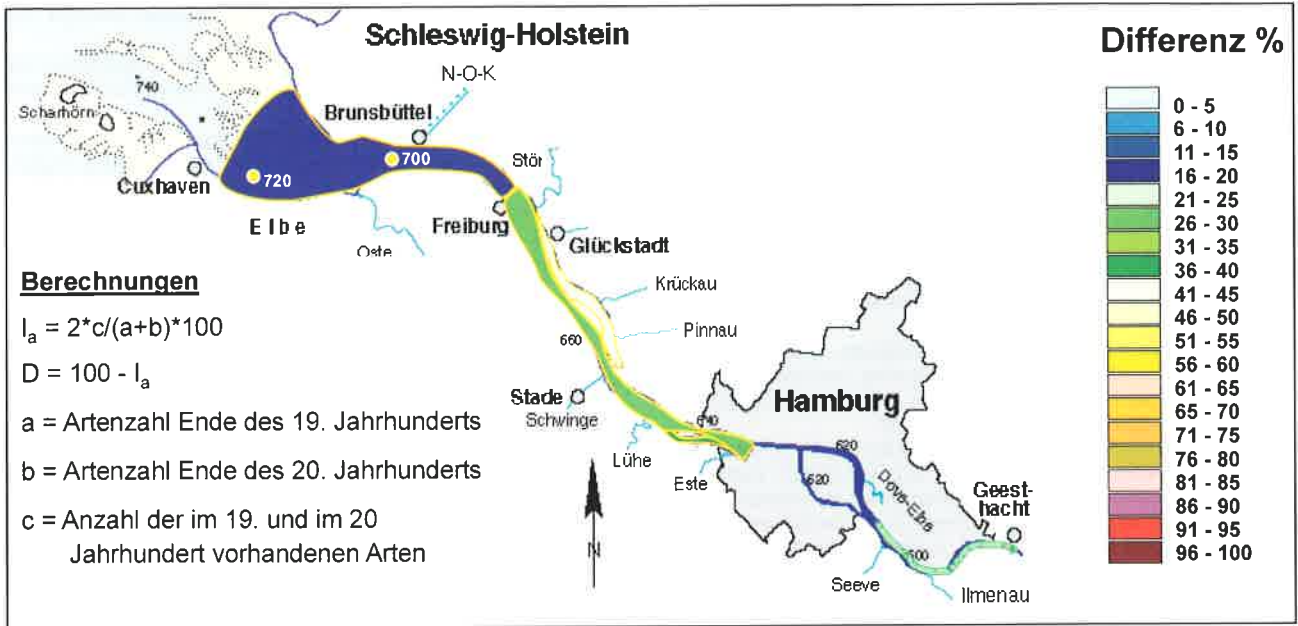 Schleswig-Holstein
N-O-K
740
Scharhörn
Brunsbüttel
700
Stör
720
Cuxhaven
Elbe
Freiburg
Oste
Glückstadt
Krückau
Pinnau
660
Stade
Schwinge
Lühe
640
Este
Hamburg
620
620
Dove-Elbe
Geest-
hacht
600
Seeve
Ilmenau
N
Berechnungen
Iₐ = 2*c/(a+b)*100
D = 100 - Iₐ
a = Artenzahl Ende des 19. Jahrhunderts
b = Artenzahl Ende des 20. Jahrhunderts
c = Anzahl der im 19. und im 20
Jahrhundert vorhandenen Arten
Differenz %
0 - 5
6 - 10
11 - 15
16 - 20
21 - 25
26 - 30
31 - 35
36 - 40
41 - 45
46 - 50
51 - 55
56 - 60
61 - 65
65 - 70
71 - 75
76 - 80
81 - 85
86 - 90
91 - 95
96 - 100